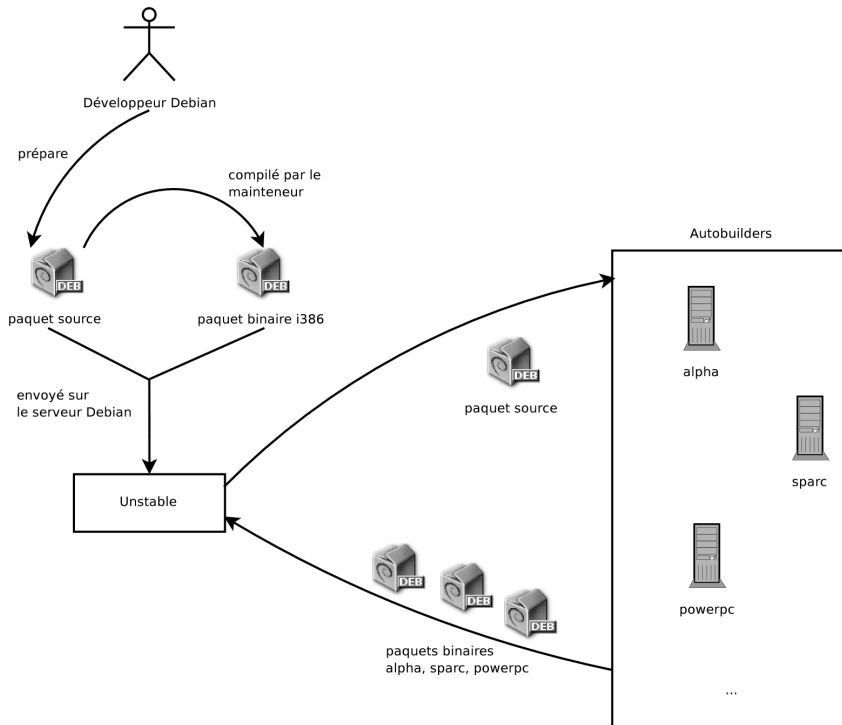 Développeur Debian
prépare
compilé par le
mainteneur
DEB
DEB
paquet source
paquet binaire i386
envoyé sur
le serveur Debian
Unstable
DEB
paquet source
Autobuilders
alpha
sparc
powerpc
...
DEB
DEB
DEB
paquets binaires
alpha, sparc, powerpc